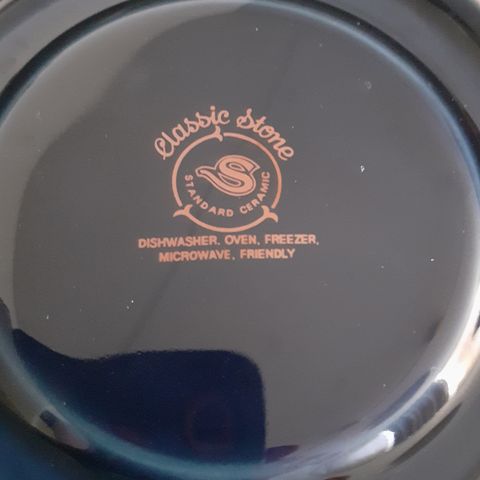 Classic Stone
S
STANDARD CERAMIC
DISHWASHER, OVEN, FREEZER,
MICROWAVE, FRIENDLY